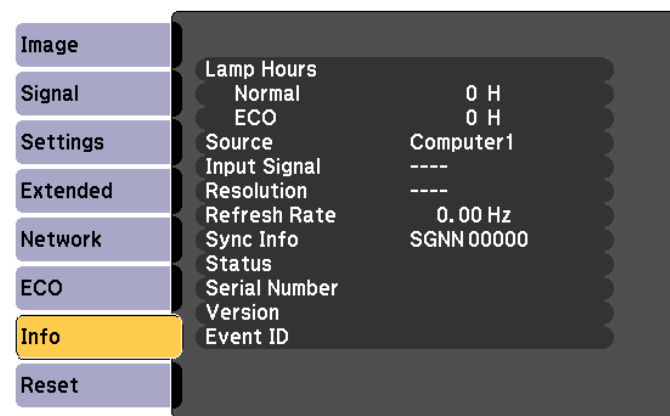 Image
Signal
Settings
Extended
Network
ECO
Info
Reset
Lamp Hours
Normal 0 H
ECO 0 H
Source Computer1
Input Signal ----
Resolution ----
Refresh Rate 0.00 Hz
Sync Info SGNN 00000
Status
Serial Number
Version
Event ID